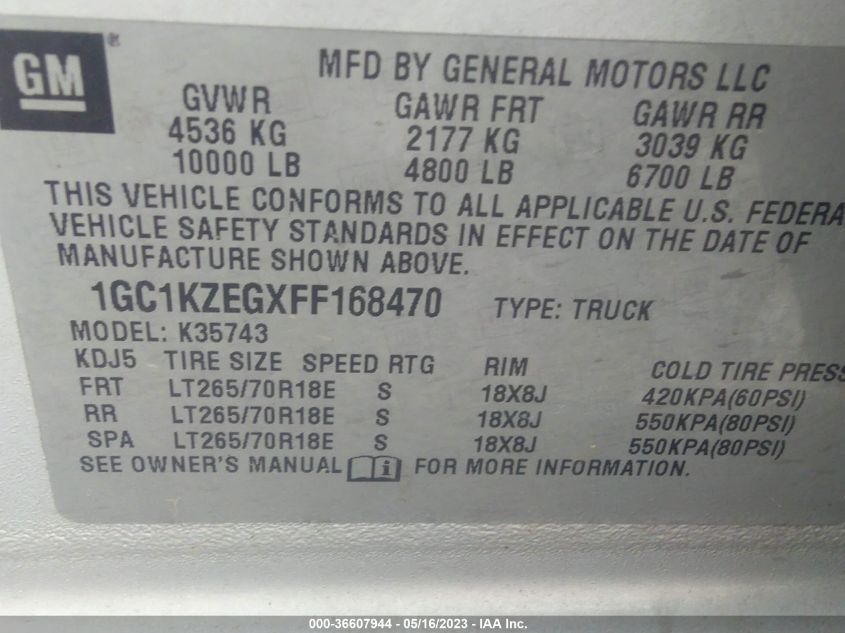 GM ®
MFD BY GENERAL MOTORS LLC
GVWR GAWR FRT GAWR RR
4536 KG 2177 KG 3039 KG
10000 LB 4800 LB 6700 LB
THIS VEHICLE CONFORMS TO ALL APPLICABLE U.S. FEDERA
VEHICLE SAFETY STANDARDS IN EFFECT ON THE DATE OF
MANUFACTURE SHOWN ABOVE.
1GC1KZEGXFF168470 TYPE: TRUCK
MODEL: K35743
KDJ5 TIRE SIZE SPEED RTG RIM COLD TIRE PRESS
FRT LT265/70R18E S 18X8J 420KPA(60PSI)
RR LT265/70R18E S 18X8J 550KPA(80PSI)
SPA LT265/70R18E S 18X8J 550KPA(80PSI)
SEE OWNER'S MANUAL i FOR MORE INFORMATION.
000-36607944 - 05/16/2023 - IAA Inc.